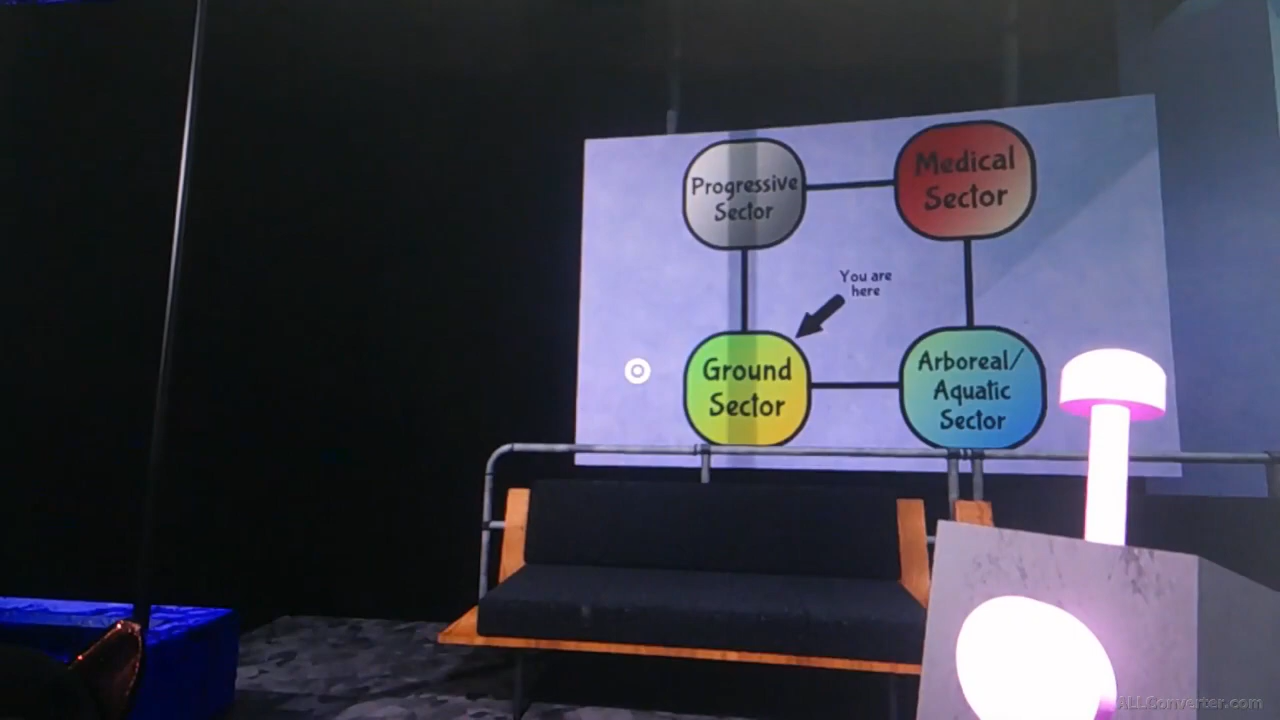 Progressive
Sector
Medical
Sector
You are
here
Ground
Sector
Arboreal/
Aquatic
Sector
ALLConverter.com